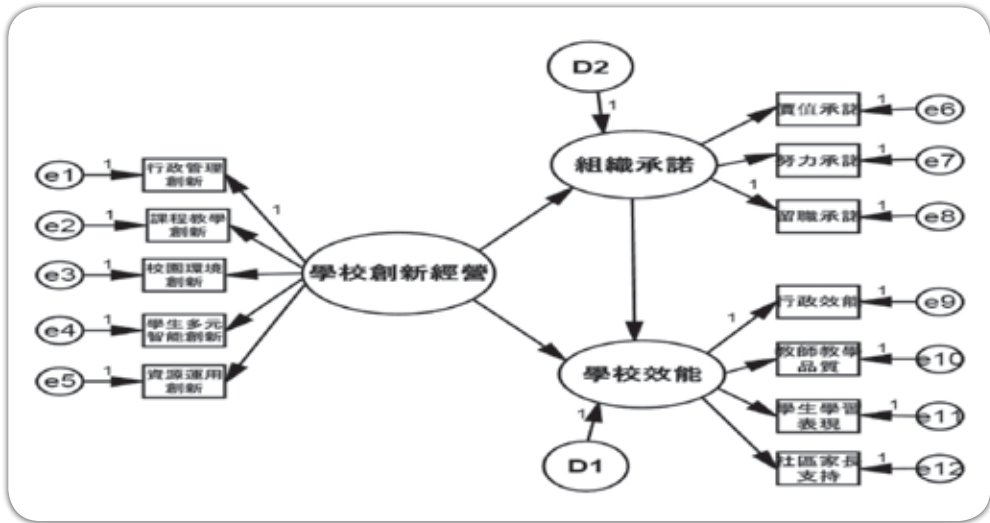 D2
1
e1
1
行政管理
創新
e2
1
課程教學
創新
e3
1
校園環境
創新
e4
1
學生多元
智能創新
e5
1
資源運用
創新
1
學校創新經營
組織承諾
價值承諾
1
e6
努力承諾
1
e7
1
留職承諾
1
e8
學校效能
1
行政效能
1
e9
教師教學
品質
1
e10
學生學習
表現
1
e11
社區家長
支持
1
e12
1
D1